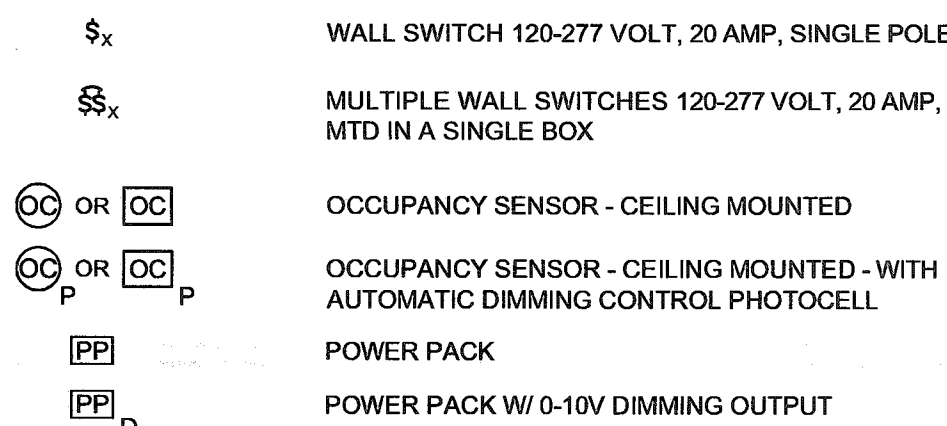 $X WALL SWITCH 120-277 VOLT, 20 AMP, SINGLE POLE
$$X MULTIPLE WALL SWITCHES 120-277 VOLT, 20 AMP,
MTD IN A SINGLE BOX
OC OR OC OCCUPANCY SENSOR - CEILING MOUNTED
OC P OR OC P OCCUPANCY SENSOR - CEILING MOUNTED - WITH
AUTOMATIC DIMMING CONTROL PHOTOCELL
PP POWER PACK
PP D POWER PACK W/ 0-10V DIMMING OUTPUT